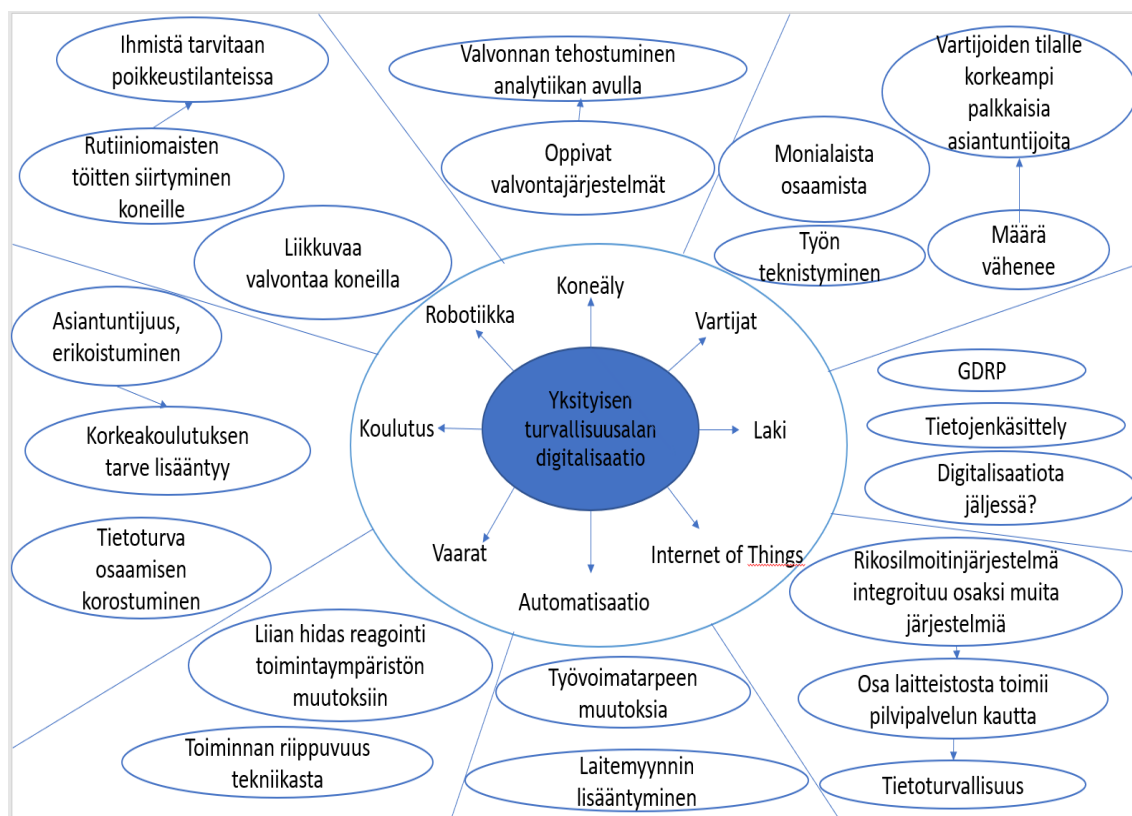 Ihmistä tarvitaan
poikkeustilanteissa
Rutiiniomaisten
töitten siirtyminen
koneille
Liikkuvaa
valvontaa koneilla
Valvonnan tehostuminen
analytiikan avulla
Oppivat
valvontajärjestelmät
Vartijoiden tilalle
korkeampi
palkkaisia
asiantuntijoita
Monialaista
osaamista
Työn
teknistyminen
Määrä
vähenee
Asiantuntijuus,
erikoistuminen
Korkeakoulutuksen
tarve lisääntyy
Tietoturva
osaamisen
korostuminen
Koneäly
Robotiikka
Vartijat
Koulutus
Yksityisen
turvallisuusalan
digitalisaatio
Laki
Vaarat
Internet of Things
Automatisaatio
GDRP
Tietojenkäsittely
Digitalisaatiota
jäljessä?
Rikosilmoitinjärjestelmä
integroituu osaksi muita
järjestelmiä
Osa laitteistosta toimii
pilvipalvelun kautta
Tietoturvallisuus
Liian hidas reagointi
toimintaympäristön
muutoksiin
Toiminnan riippuvuus
tekniikasta
Työvoimatarpeen
muutoksia
Laitemyynnin
lisääntyminen